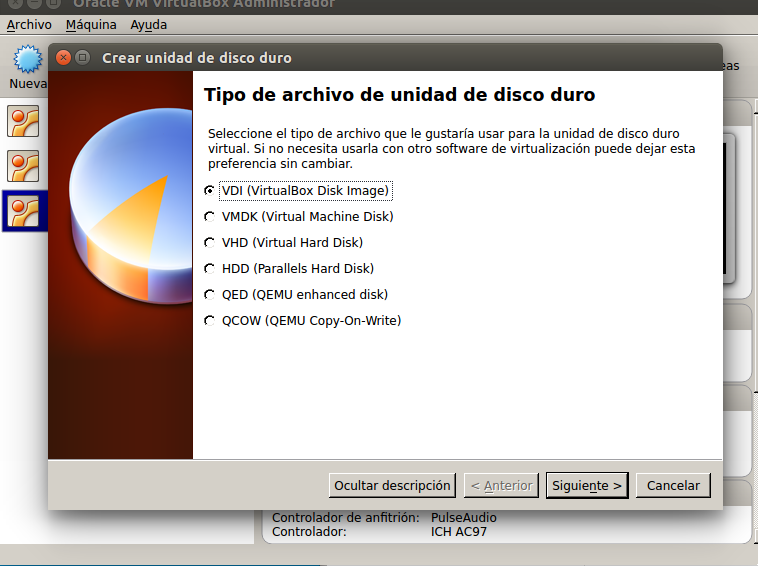 Oracle VM VirtualBox Administrador
Archivo Máquina Ayuda
Crear unidad de disco duro
Nueva
Tipo de archivo de unidad de disco duro
Seleccione el tipo de archivo que le gustaría usar para la unidad de disco duro
virtual. Si no necesita usarla con otro software de virtualización puede dejar esta
preferencia sin cambiar.
VDI (VirtualBox Disk Image)
VMDK (Virtual Machine Disk)
VHD (Virtual Hard Disk)
HDD (Parallels Hard Disk)
QED (QEMU enhanced disk)
QCOW (QEMU Copy-On-Write)
Ocultar descripción < Anterior Siguiente > Cancelar
Controlador de anfitrión: PulseAudio
Controlador: ICH AC97